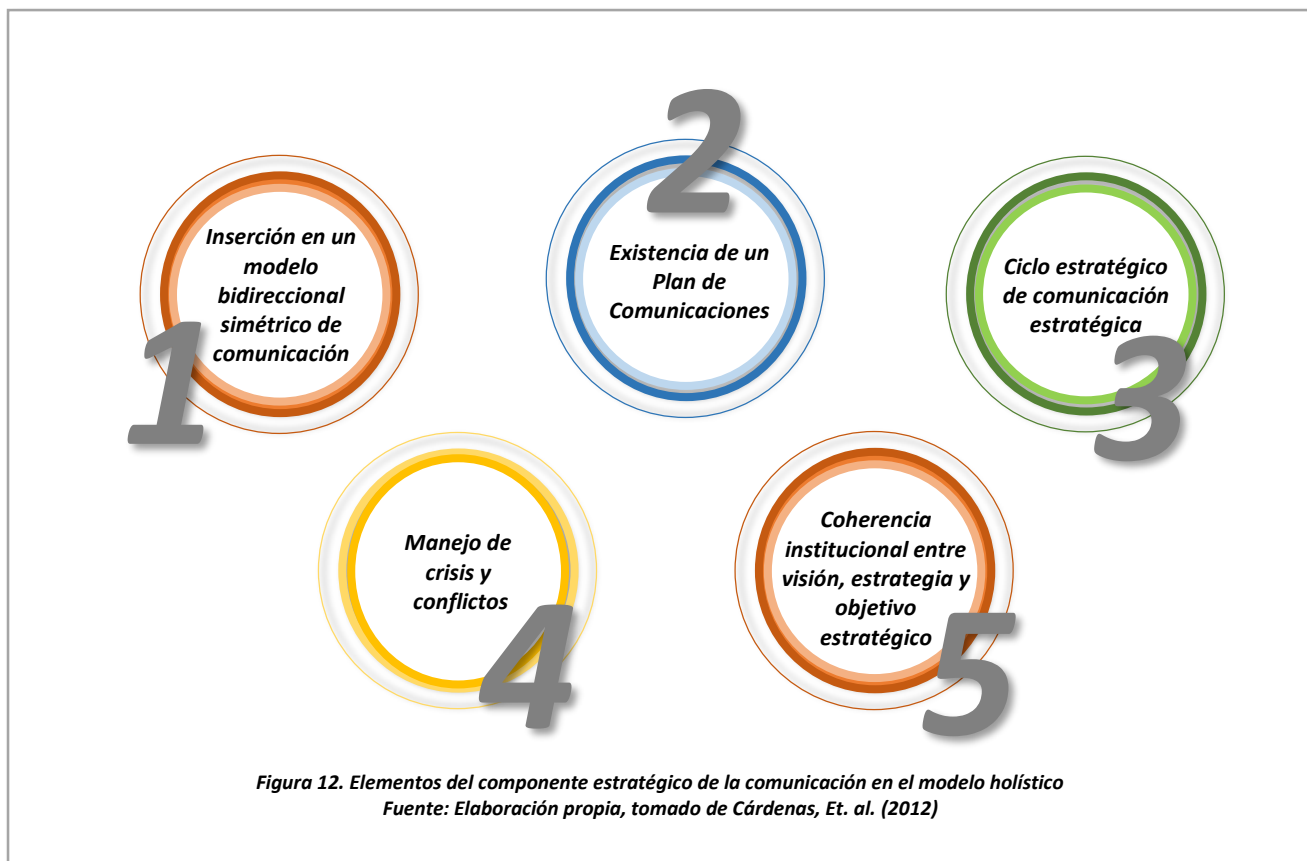 1
Inserción en un
modelo
bidireccional
simétrico de
comunicación
2
Existencia de un
Plan de
Comunicaciones
3
Ciclo estratégico
de comunicación
estratégica
4
Manejo de
crisis y
conflictos
5
Coherencia
institucional entre
visión, estrategia y
objetivo
estratégico
Figura 12. Elementos del componente estratégico de la comunicación en el modelo holístico
Fuente: Elaboración propia, tomado de Cárdenas, Et. al. (2012)